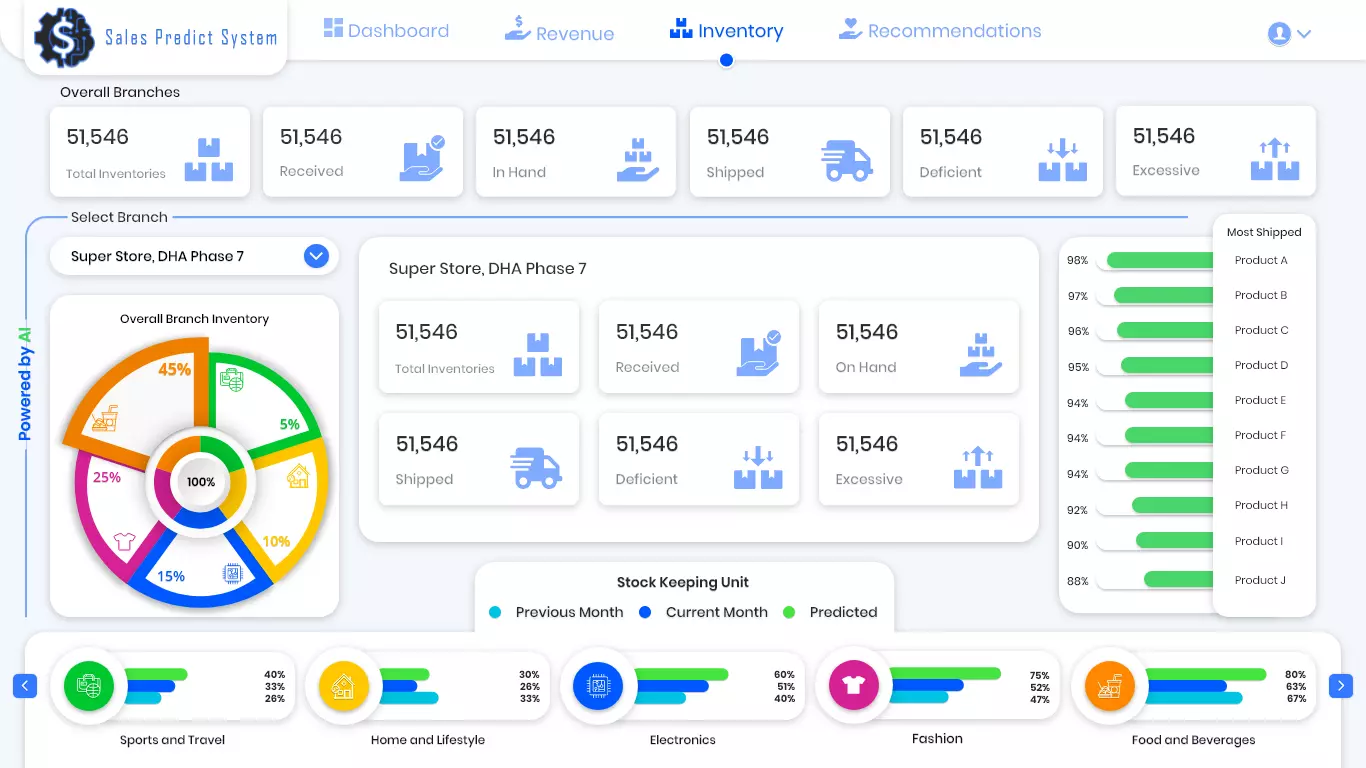 Sales Predict System
Dashboard
Revenue
Inventory
Recommendations
Overall Branches
51,546
Total Inventories
51,546
Received
51,546
In Hand
51,546
Shipped
51,546
Deficient
51,546
Excessive
Select Branch
Super Store, DHA Phase 7
Powered by AI
Overall Branch Inventory
45%
5%
25%
100%
10%
15%
Super Store, DHA Phase 7
51,546
Total Inventories
51,546
Received
51,546
On Hand
51,546
Shipped
51,546
Deficient
51,546
Excessive
Most Shipped
98% Product A
97% Product B
96% Product C
95% Product D
94% Product E
94% Product F
94% Product G
92% Product H
90% Product I
88% Product J
Stock Keeping Unit
Previous Month Current Month Predicted
40%
33%
26%
Sports and Travel
30%
26%
33%
Home and Lifestyle
60%
51%
40%
Electronics
75%
52%
47%
Fashion
80%
63%
67%
Food and Beverages